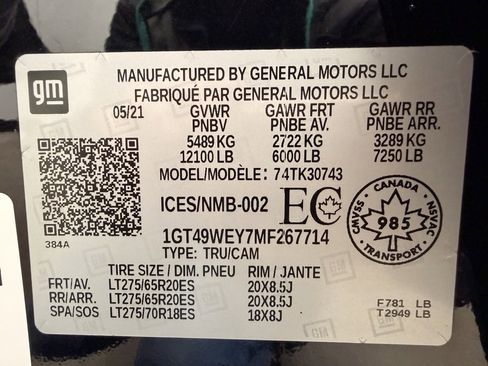 gm
MANUFACTURED BY GENERAL MOTORS LLC
FABRIQUÉ PAR GENERAL MOTORS LLC
05/21 GVWR GAWR FRT GAWR RR
PNBV PNBE AV. PNBE ARR.
5489 KG 2722 KG 3289 KG
12100 LB 6000 LB 7250 LB
MODEL/MODÈLE: 74TK30743
ICES/NMB-002 EC
CANADA
CMVSS 985 NSVAC
TRANSPORT
384A
1GT49WEY7MF267714
TYPE: TRU/CAM
TIRE SIZE / DIM. PNEU RIM / JANTE
FRT/AV. LT275/65R20ES 20X8.5J
RR/ARR. LT275/65R20ES 20X8.5J
SPA/SOS LT275/70R18ES 18X8J
F781 LB
T2949 LB